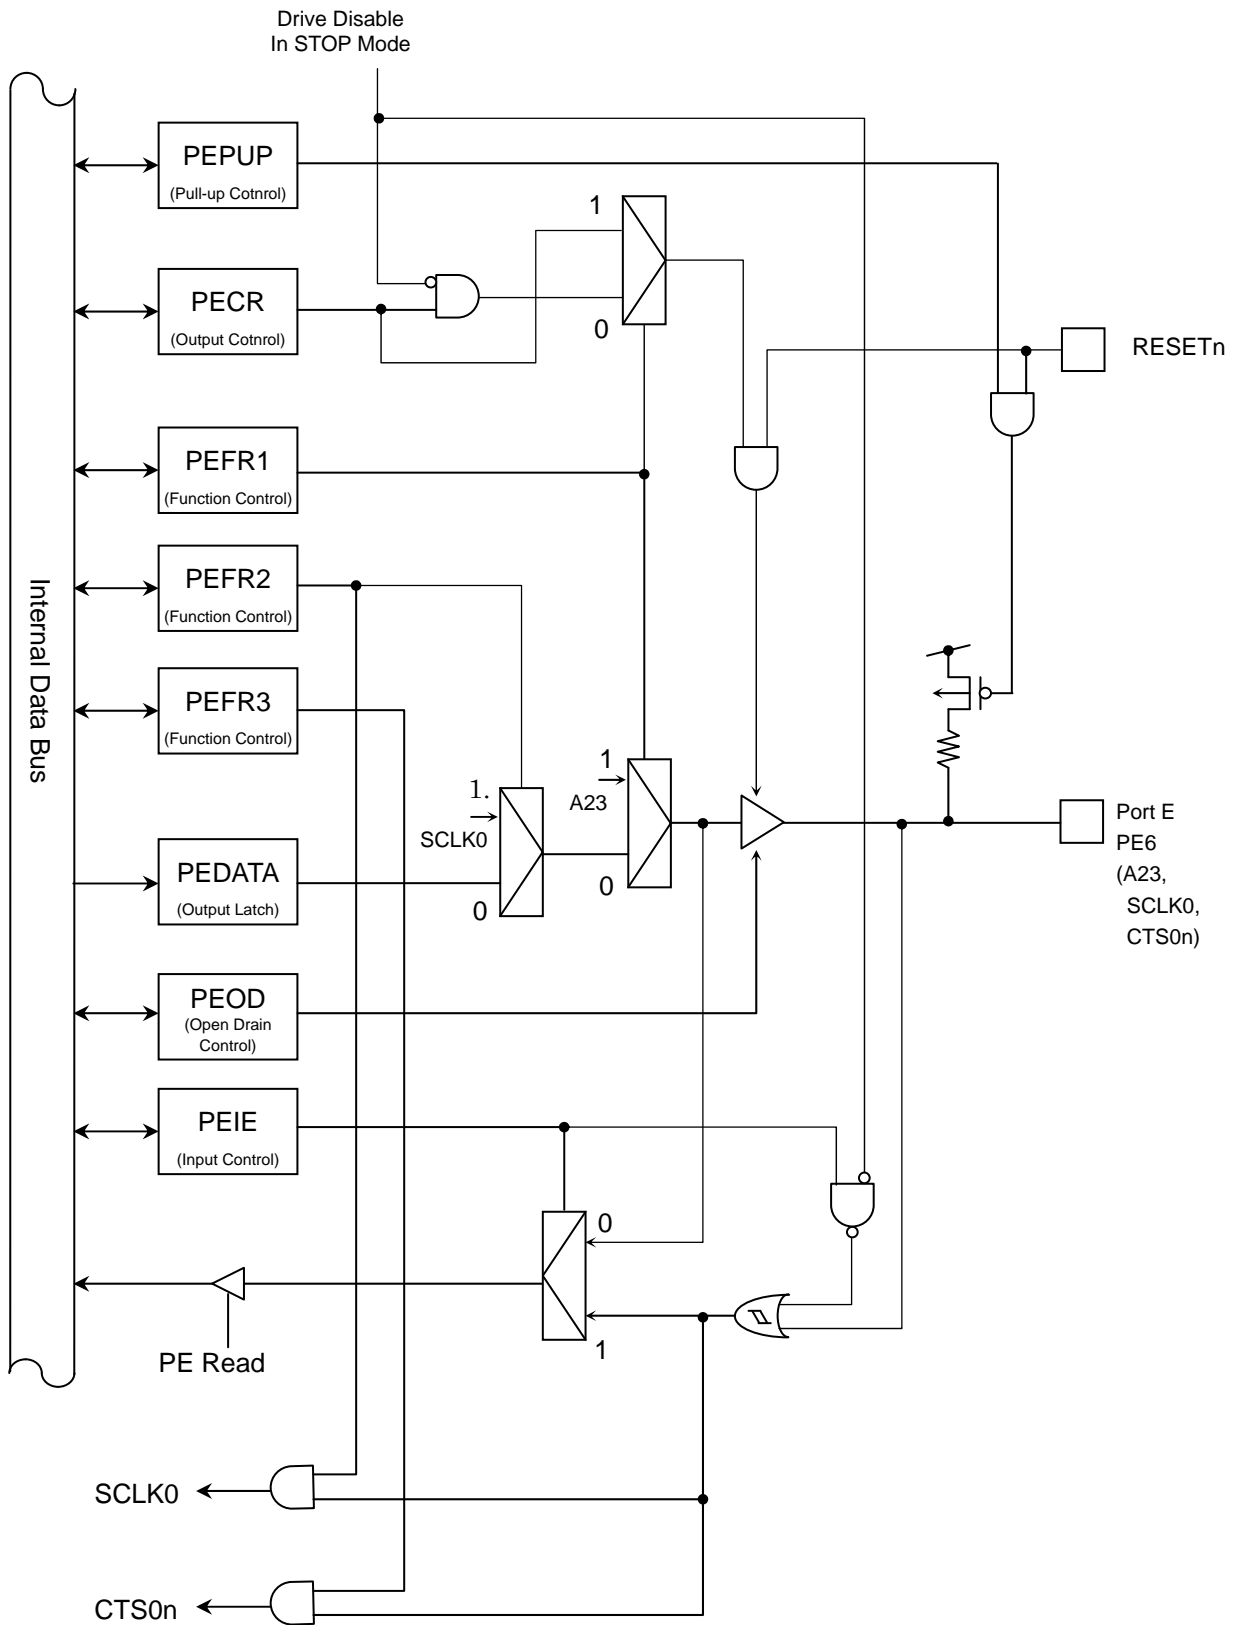 Drive Disable
In STOP Mode
PEPUP
(Pull-up Cotnrol)
1
PECR
(Output Cotnrol)
0
RESETn
PEFR1
(Function Control)
PEFR2
(Function Control)
Internal Data Bus
PEFR3
(Function Control)
1
A23
1.
SCLK0
PEDATA
(Output Latch)
0
0
Port E
PE6
(A23,
SCLK0,
CTS0n)
PEOD
(Open Drain
Control)
PEIE
(Input Control)
0
1
PE Read
SCLK0
CTS0n